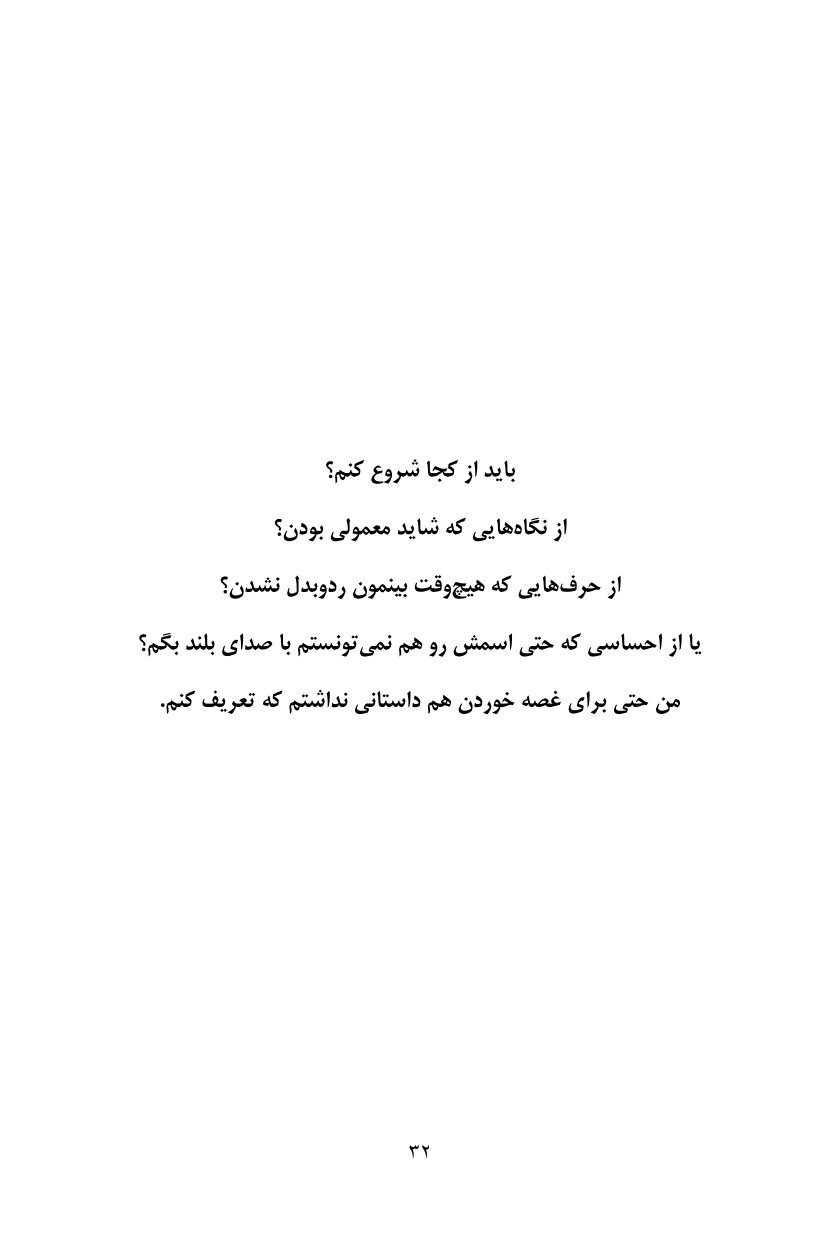 باید از کجا شروع کنم؟
از نگاه‌هایی که شاید معمولی بودن؟
از حرف‌هایی که هیچ‌وقت بینمون ردوبدل نشدن؟
یا از احساسی که حتی اسمش رو هم نمی‌تونستم با صدای بلند بگم؟
من حتی برای غصه خوردن هم داستانی نداشتم که تعریف کنم.
۳۲